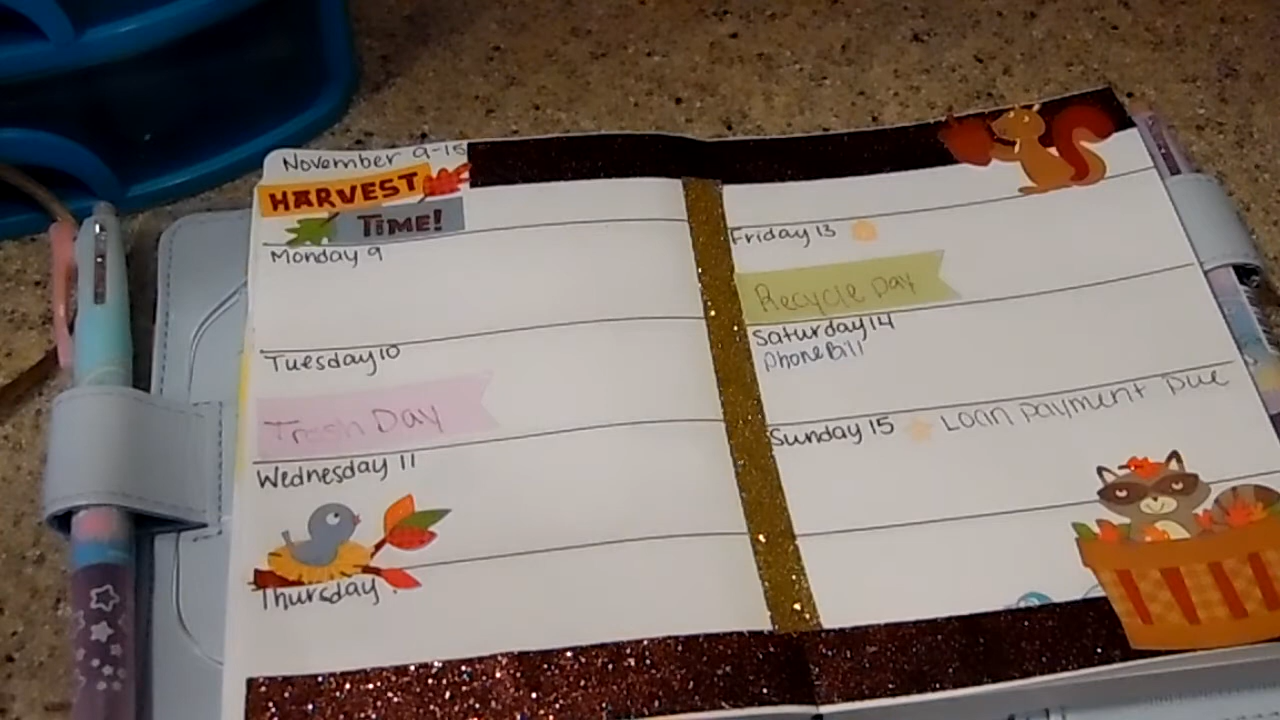 November 9-15
HARVEST
TIME!
Monday 9
Tuesday 10
Trash Day
Wednesday 11
Thursday
Friday 13
Recycle Day
Saturday 14
Phone Bill
Sunday 15 Loan payment Due